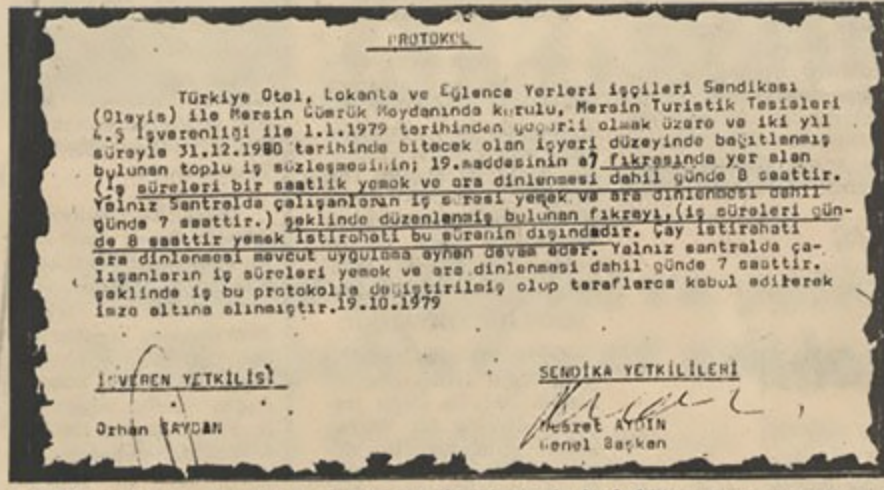 PROTOKOL
Türkiye Otel, Lokanta ve Eğlence Yerleri işçileri Sendikası
(Oleyis) ile Mersin Gümrük Meydanında kurulu, Mersin Turistik Tesisleri
A.Ş işverenliği ile 1.1.1979 tarihinden geçerli olmak üzere ve iki yıl
süreyle 31.12.1980 tarihinde bitecek olan işyeri düzeyinde bağıtlanmış
bulunan toplu iş sözleşmesinin; 19.maddesinin a7 fıkrasında yer alan
(iş süreleri bir saatlik yemek ve ara dinlenmesi dahil günde 8 saattir.
Yalnız Santralda çalışanların iş süresi yemek ve ara dinlenmesi dahil
günde 7 saattir.) şeklinde düzenlenmiş bulunan fıkrayı,(iş süreleri gün-
de 8 saattir yemek istirahati bu sürenin dışındadır. Çay istirahati
ara dinlenmesi mevcut uygulama aynen devam eder. Yalnız santralda ça-
lışanların iş süreleri yemek ve ara dinlenmesi dahil günde 7 saattir.
şeklinde iş bu protokolla değiştirilmiş olup taraflarca kabul edilerek
imza altına alınmıştır.19.10.1979
İŞVEREN YETKİLİSİ
SENDİKA YETKİLİLERİ
Orhan
Nusret AYDIN
Genel Başkan